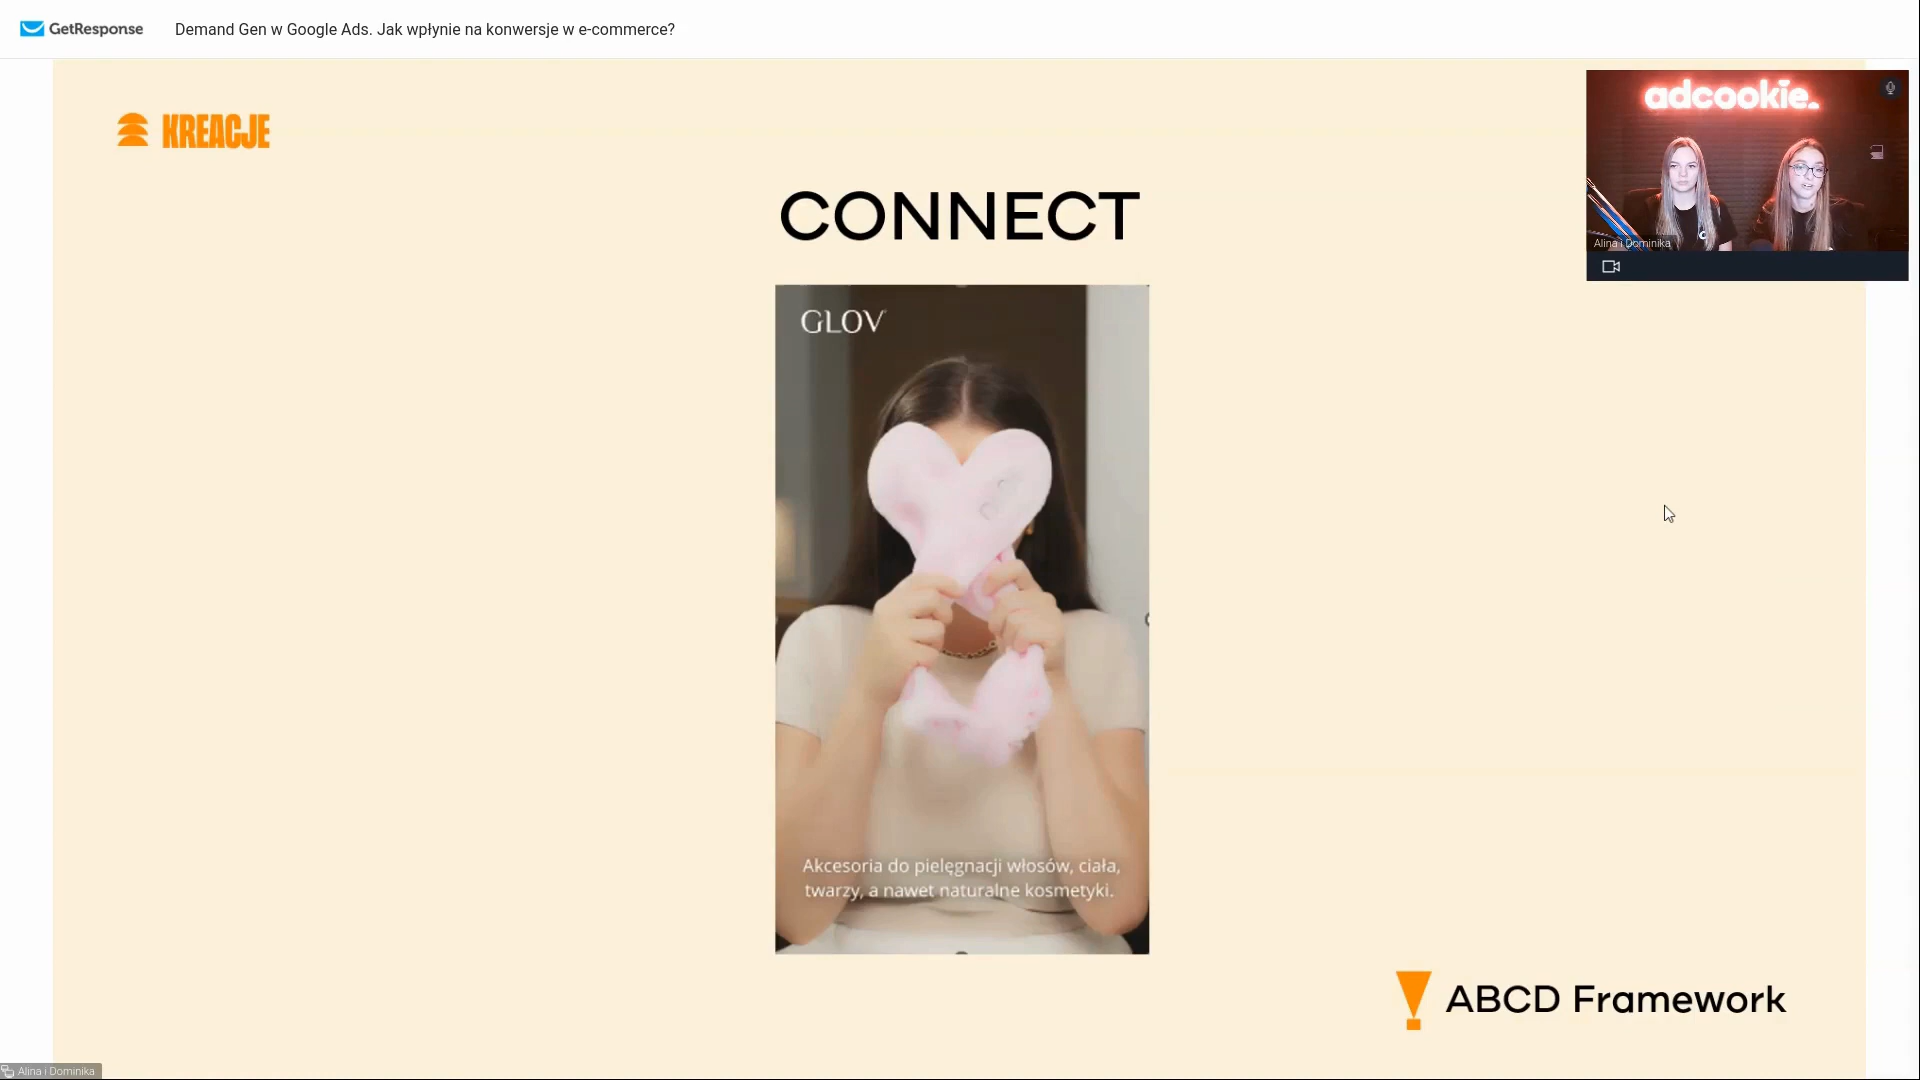 GetResponse
Demand Gen w Google Ads. Jak wpłynie na konwersje w e-commerce?
KREACJE
adcookie.
Alina i Dominika
CONNECT
GLOV
Akcesoria do pielęgnacji włosów, ciała,
twarzy, a nawet naturalne kosmetyki.
ABCD Framework
Alina i Dominika